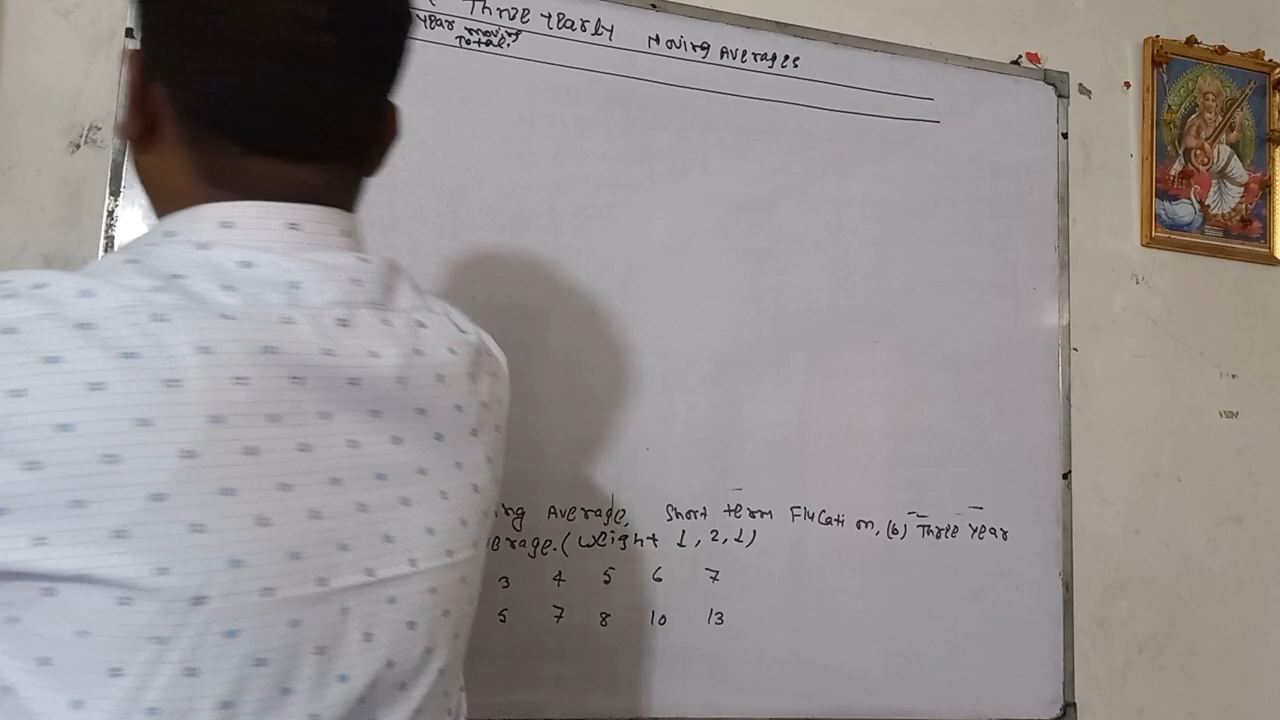 Three Yearly Moving Averages
Year moving
Total.
ing Average, Short term Flucation, (b) Three Year
erage. (Weight 1, 2, 1)
3 4 5 6 7
5 7 8 10 13